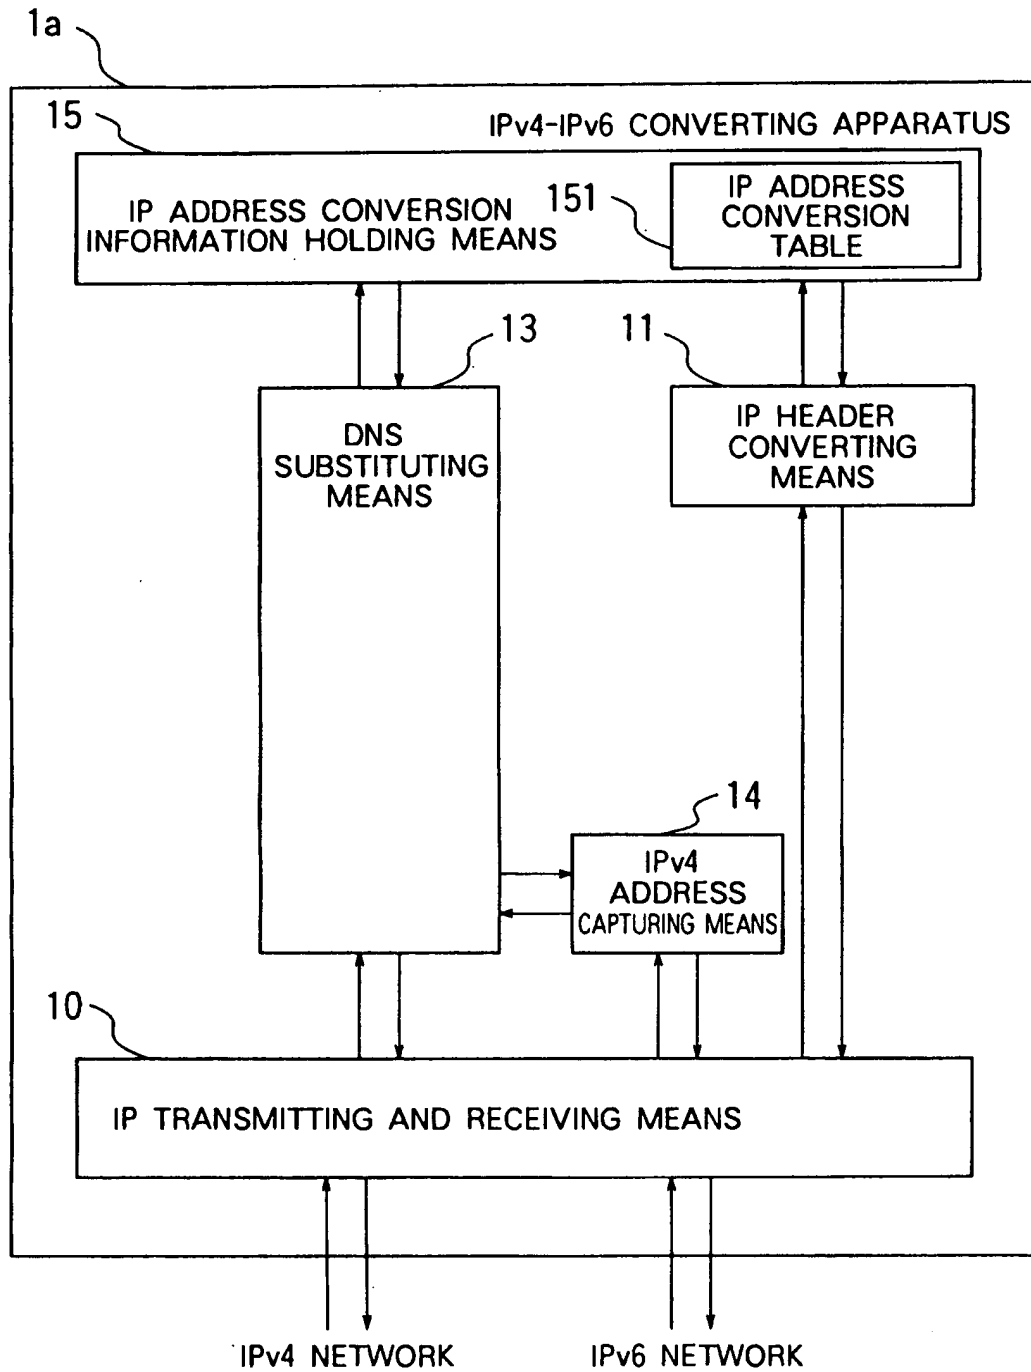 1a
IPv4-IPv6 CONVERTING APPARATUS
15
IP ADDRESS CONVERSION
INFORMATION HOLDING MEANS
151
IP ADDRESS
CONVERSION
TABLE
13
11
DNS
SUBSTITUTING
MEANS
IP HEADER
CONVERTING
MEANS
14
IPv4
ADDRESS
CAPTURING MEANS
10
IP TRANSMITTING AND RECEIVING MEANS
IPv4 NETWORK
IPv6 NETWORK